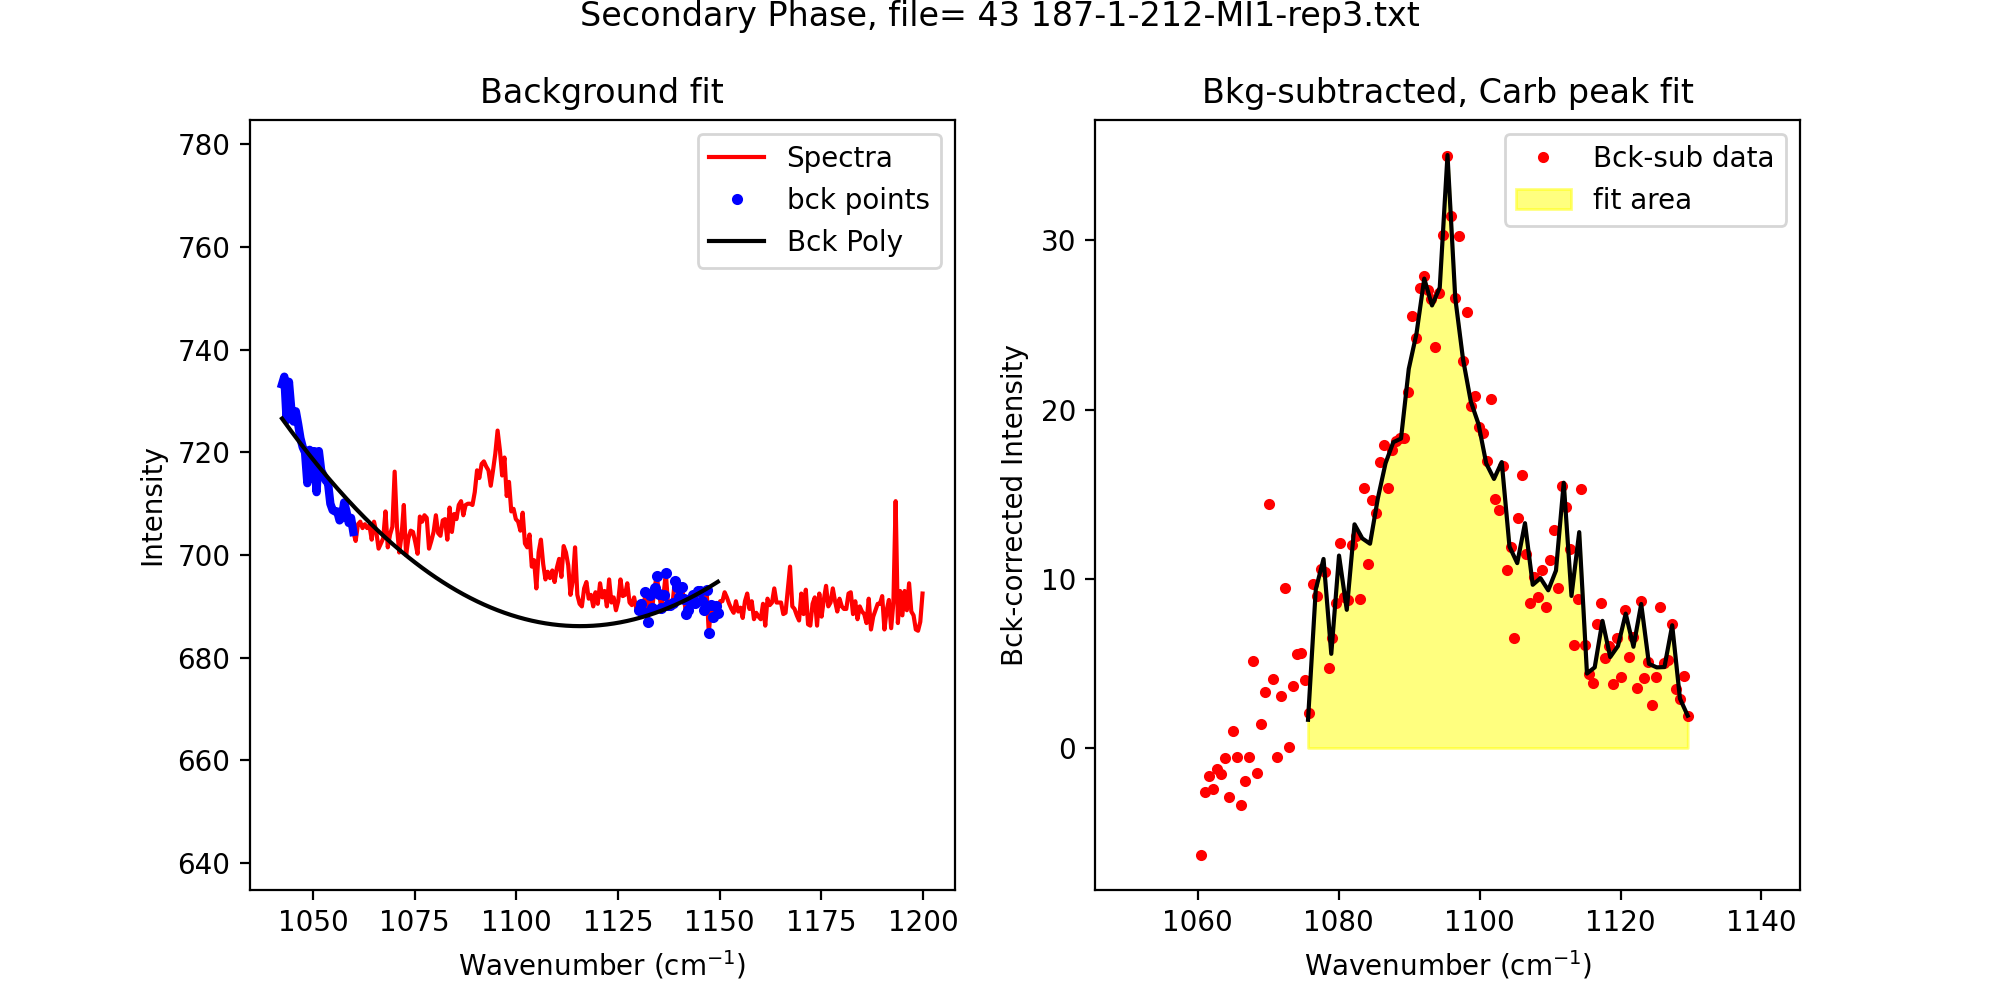 Secondary Phase, file= 43 187-1-212-MI1-rep3.txt
Background fit
780
760
740
720
700
680
660
640
Intensity
Spectra
bck points
Bck Poly
1050 1075 1100 1125 1150 1175 1200
Wavenumber (cm⁻¹)
Bkg-subtracted, Carb peak fit
30
20
10
0
Bck-corrected Intensity
Bck-sub data
fit area
1060 1080 1100 1120 1140
Wavenumber (cm⁻¹)